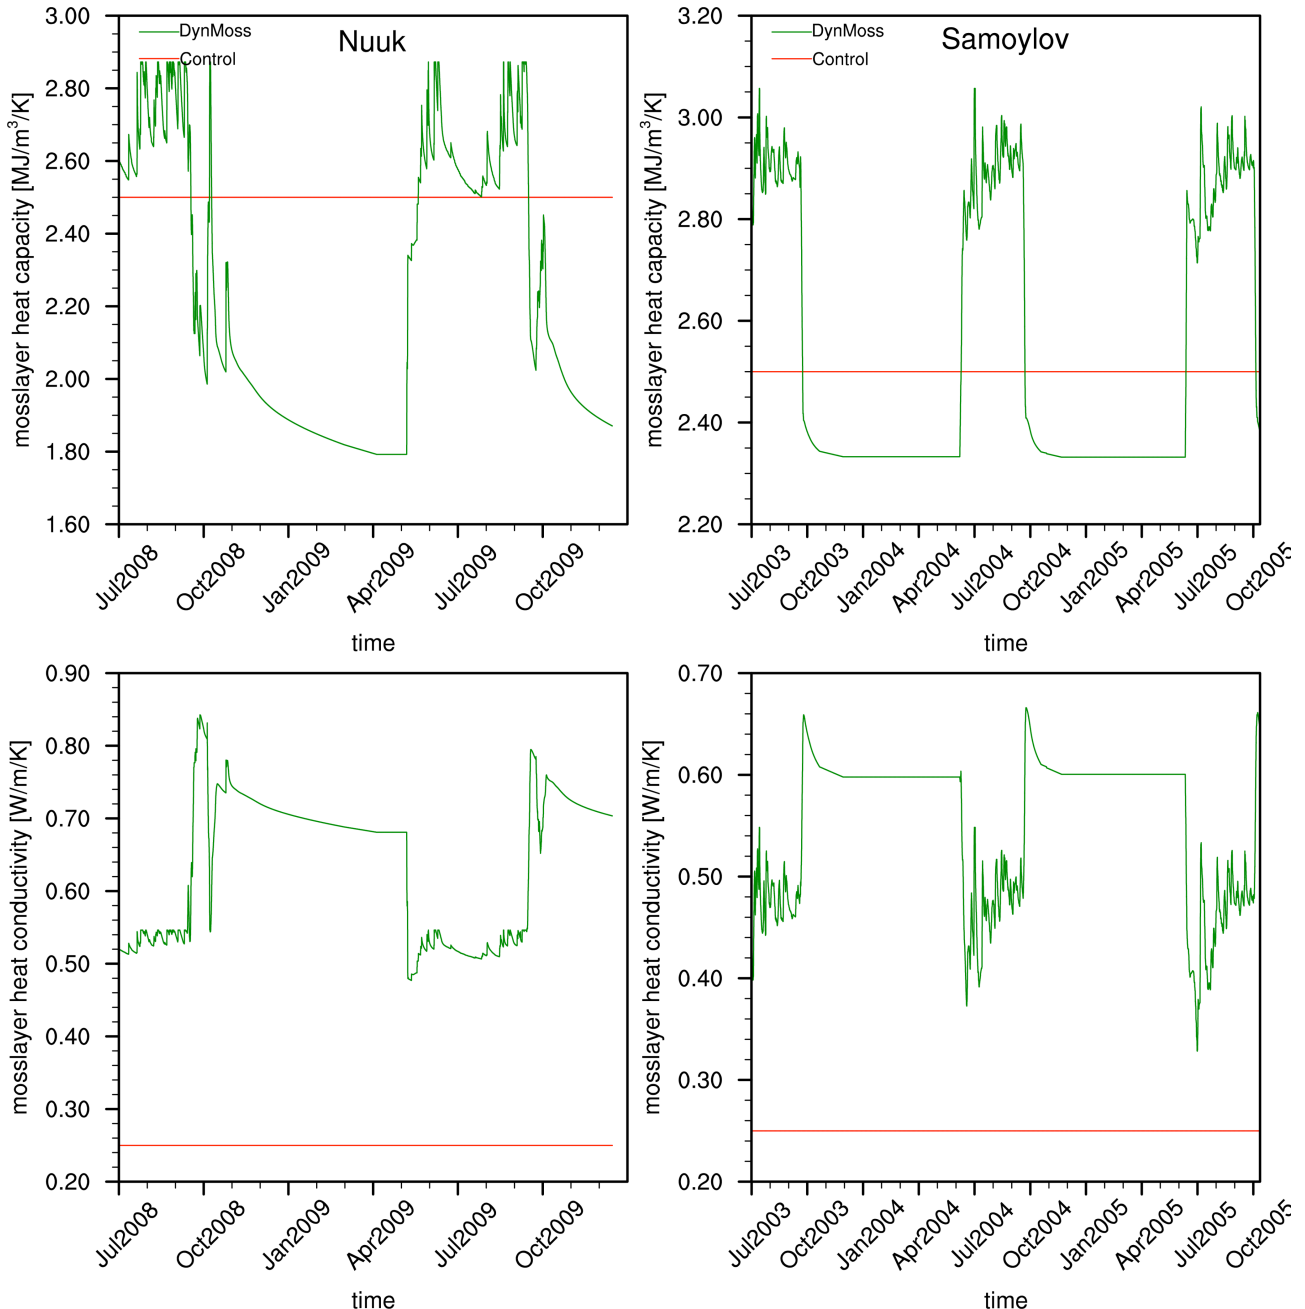 Nuuk
DynMoss
Control
mosslayer heat capacity [MJ/m³/K]
3.00
2.80
2.60
2.40
2.20
2.00
1.80
1.60
Jul2008
Oct2008
Jan2009
Apr2009
Jul2009
Oct2009
time
Samoylov
DynMoss
Control
mosslayer heat capacity [MJ/m³/K]
3.20
3.00
2.80
2.60
2.40
2.20
Jul2003
Oct2003
Jan2004
Apr2004
Jul2004
Oct2004
Jan2005
Apr2005
Jul2005
Oct2005
time
mosslayer heat conductivity [W/m/K]
0.90
0.80
0.70
0.60
0.50
0.40
0.30
0.20
Jul2008
Oct2008
Jan2009
Apr2009
Jul2009
Oct2009
time
mosslayer heat conductivity [W/m/K]
0.70
0.60
0.50
0.40
0.30
0.20
Jul2003
Oct2003
Jan2004
Apr2004
Jul2004
Oct2004
Jan2005
Apr2005
Jul2005
Oct2005
time